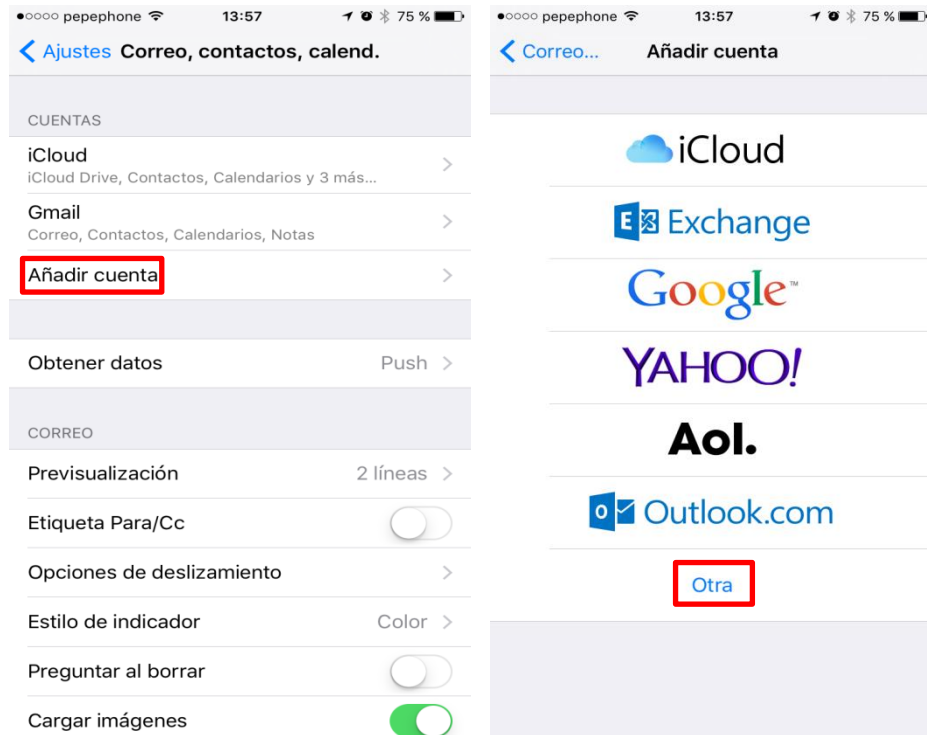 pepephone 13:57 75 %
Ajustes Correo, contactos, calend.
CUENTAS
iCloud
iCloud Drive, Contactos, Calendarios y 3 más...
Gmail
Correo, Contactos, Calendarios, Notas
Añadir cuenta
Obtener datos Push
CORREO
Previsualización 2 líneas
Etiqueta Para/Cc
Opciones de deslizamiento
Estilo de indicador Color
Preguntar al borrar
Cargar imágenes
pepephone 13:57 75 %
Correo... Añadir cuenta
iCloud
E Exchange
Google™
YAHOO!
Aol.
o Outlook.com
Otra